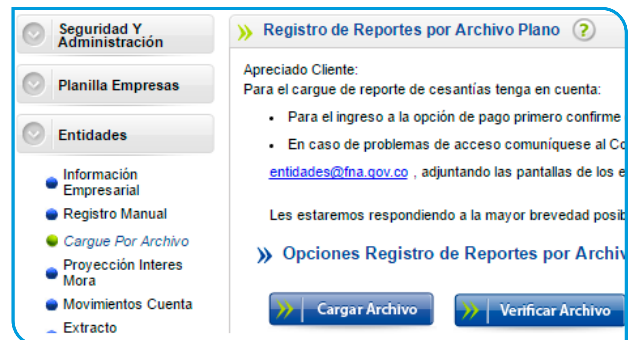 Seguridad Y
Administración
Planilla Empresas
Entidades
Información
Empresarial
Registro Manual
Cargue Por Archivo
Proyección Interes
Mora
Movimientos Cuenta
Extracto
Registro de Reportes por Archivo Plano ?
Apreciado Cliente:
Para el cargue de reporte de cesantías tenga en cuenta:
• Para el ingreso a la opción de pago primero confirme
• En caso de problemas de acceso comuníquese al
entidades@fna.gov.co , adjuntando las pantallas de los
Les estaremos respondiendo a la mayor brevedad
Opciones Registro de Reportes por
Cargar Archivo
Verificar Archivo